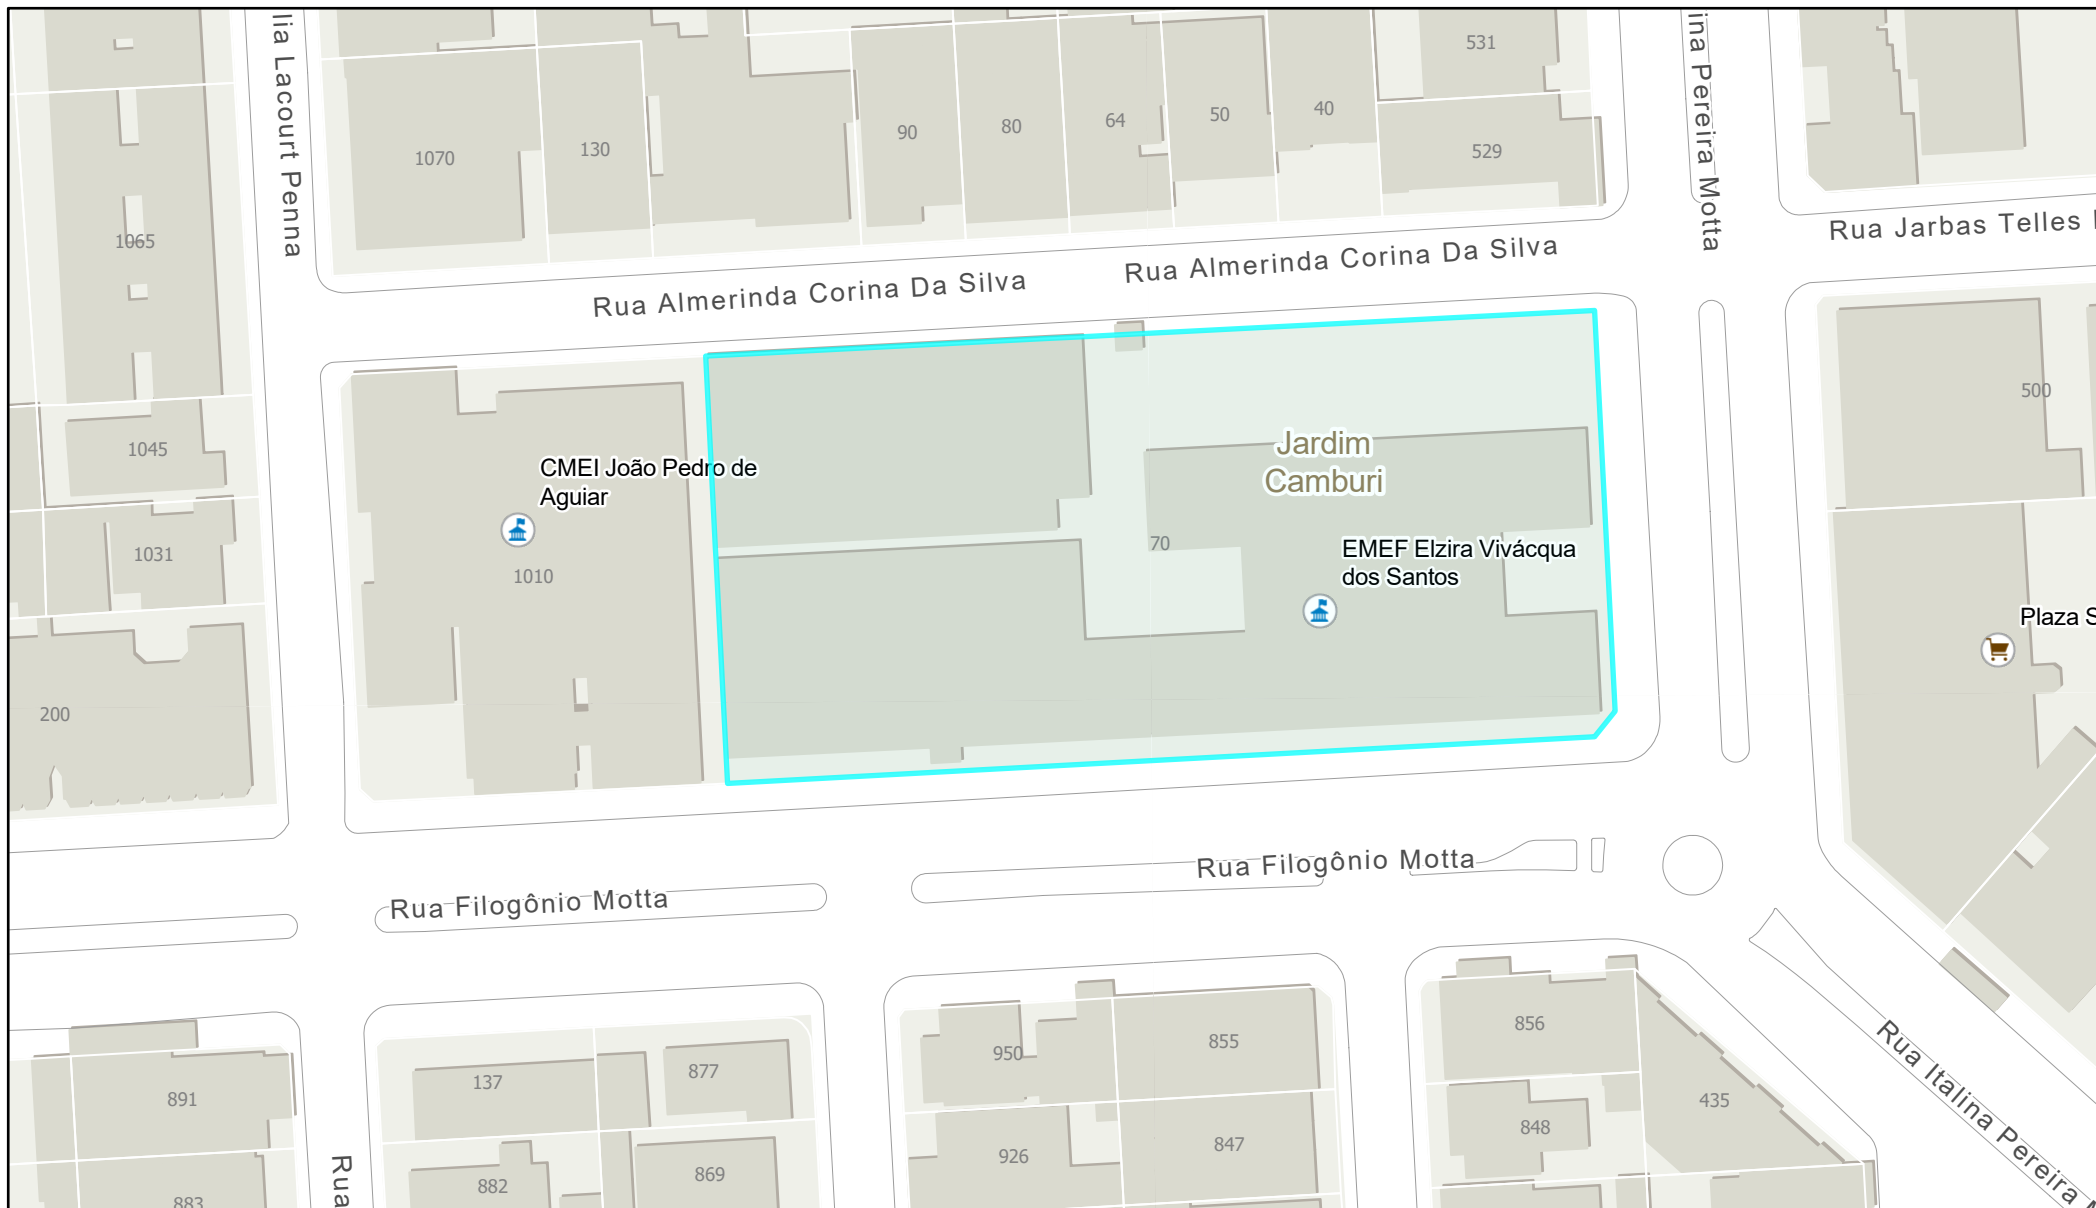 lia Lacourt Penna
ina Pereira Motta
531
1070
130
90
80
64
50
40
529
1065
Rua Jarbas Telles
Rua Almerinda Corina Da Silva
Rua Almerinda Corina Da Silva
500
1045
CMEI João Pedro de
Aguiar
Jardim
Camburi
1031
1010
70
EMEF Elzira Vivácqua
dos Santos
Plaza S
200
Rua Filogônio Motta
Rua Filogônio Motta
891
137
877
950
855
856
435
Rua Italina Pereira
848
847
926
869
882
883
Rua